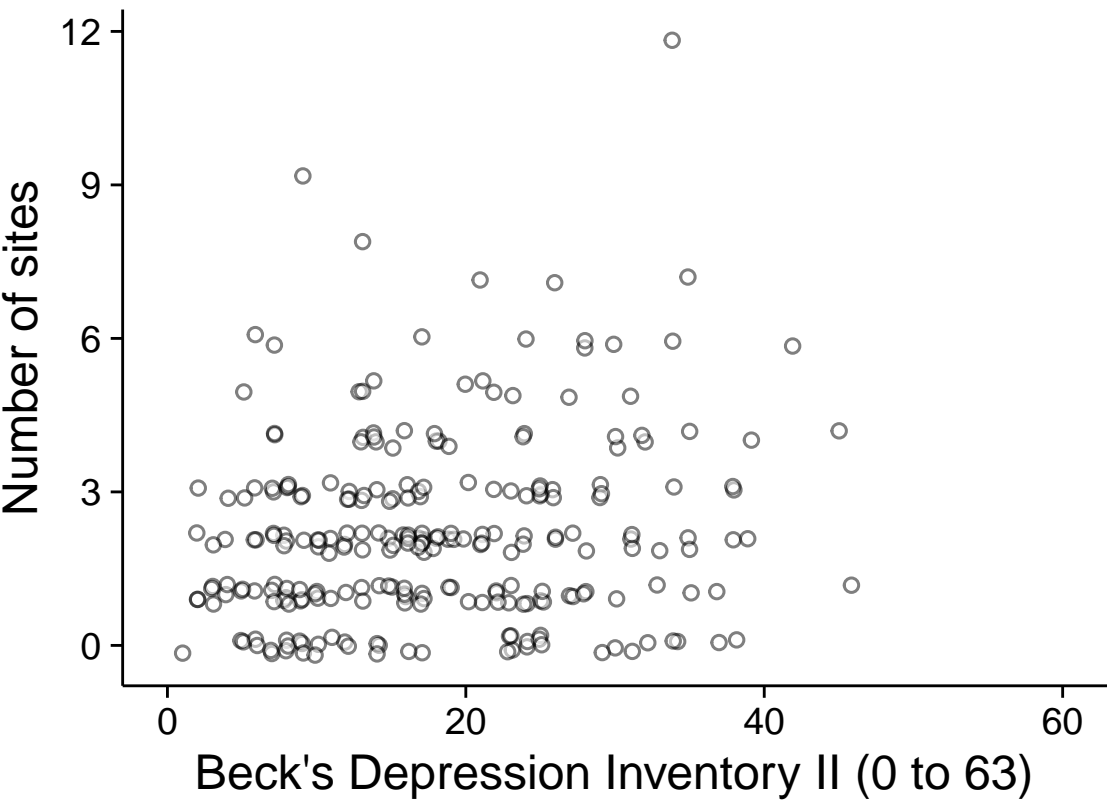 12
9
6
3
0
Number of sites
0 20 40 60
Beck's Depression Inventory II (0 to 63)